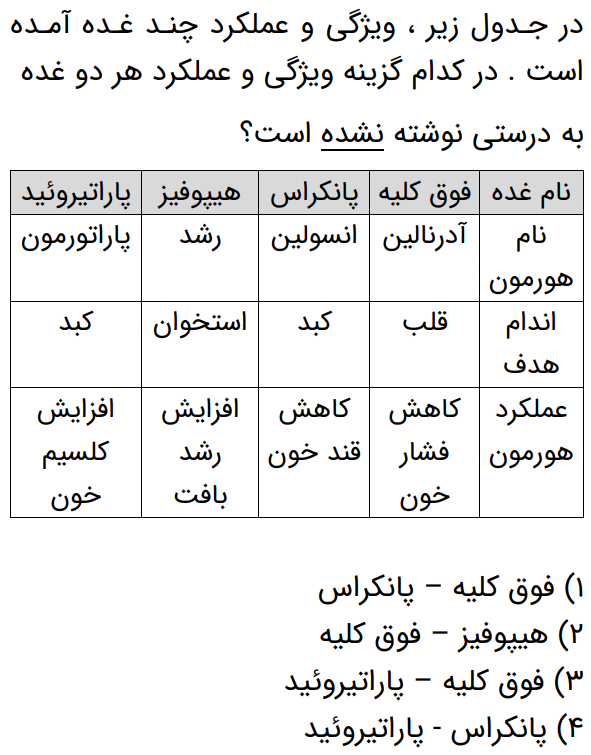 در جدول زیر ، ویژگی و عملکرد چند غده آمده
است . در کدام گزینه ویژگی و عملکرد هر دو غده
به درستی نوشته نشده است؟
نام غده فوق کلیه پانکراس هیپوفیز پاراتیروئید
نام آدرنالین انسولین رشد پاراتورمون
هورمون
اندام قلب کبد استخوان کبد
هدف
عملکرد کاهش کاهش افزایش افزایش
هورمون فشار قند خون رشد کلسیم
خون بافت خون
۱) فوق کلیه – پانکراس
۲) هیپوفیز – فوق کلیه
۳) فوق کلیه – پاراتیروئید
۴) پانکراس - پاراتیروئید